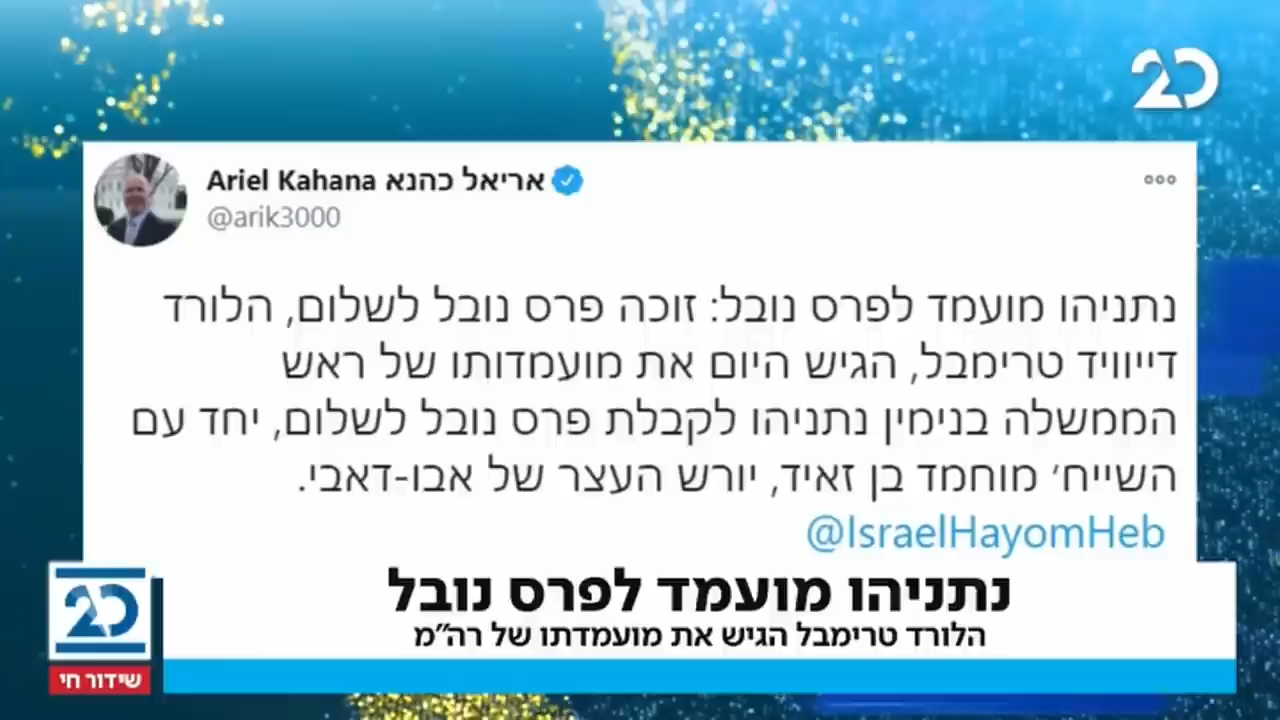 20
Ariel Kahana אריאל כהנא
@arik3000
נתניהו מועמד לפרס נובל: זוכה פרס נובל לשלום, הלורד
דייוויד טרימבל, הגיש היום את מועמדותו של ראש
הממשלה בנימין נתניהו לקבלת פרס נובל לשלום, יחד עם
השייח׳ מוחמד בן זאיד, יורש העצר של אבו-דאבי.
@IsraelHayomHeb
נתניהו מועמד לפרס נובל
הלורד טרימבל הגיש את מועמדתו של רה״מ
20
שידור חי